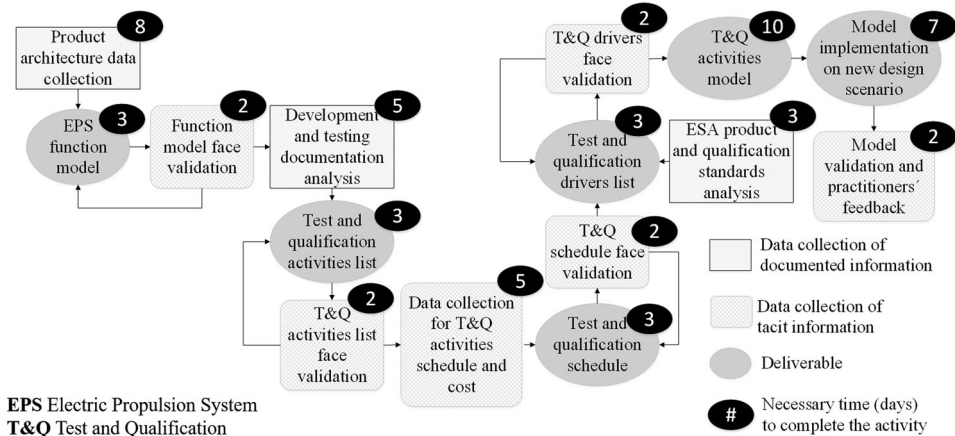 8
Product
architecture data
collection
3
EPS
function
model
2
Function
model face
validation
5
Development
and testing
documentation
analysis
3
Test and
qualification
activities list
2
T&Q
activities list
face
validation
5
Data collection
for T&Q
activities
schedule and
cost
3
Test and
qualification
schedule
2
T&Q
schedule face
validation
3
Test and
qualification
drivers list
3
ESA product
and qualification
standards
analysis
2
T&Q drivers
face
validation
10
T&Q
activities
model
7
Model
implementation
on new design
scenario
2
Model
validation and
practitioners´
feedback
Data collection of
documented information
Data collection of
tacit information
Deliverable
# Necessary time (days)
to complete the activity
EPS Electric Propulsion System
T&Q Test and Qualification